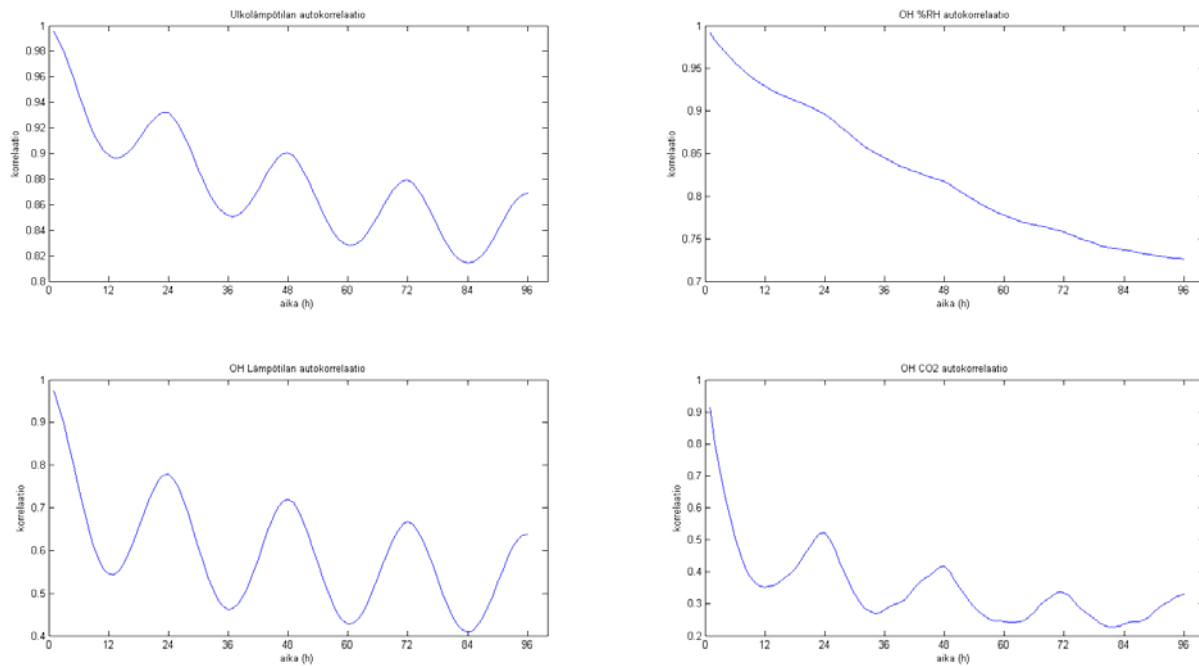 Ulkolämpötilan autokorrelaatio
1
0.98
0.96
0.94
0.92
0.9
0.88
0.86
0.84
0.82
0.8
korrelaatio
0 12 24 36 48 60 72 84 96
aika (h)
OH %RH autokorrelaatio
1
0.95
0.9
0.85
0.8
0.75
0.7
korrelaatio
0 12 24 36 48 60 72 84 96
aika (h)
OH Lämpötilan autokorrelaatio
1
0.9
0.8
0.7
0.6
0.5
0.4
korrelaatio
0 12 24 36 48 60 72 84 96
aika (h)
OH CO2 autokorrelaatio
1
0.9
0.8
0.7
0.6
0.5
0.4
0.3
0.2
korrelaatio
0 12 24 36 48 60 72 84 96
aika (h)